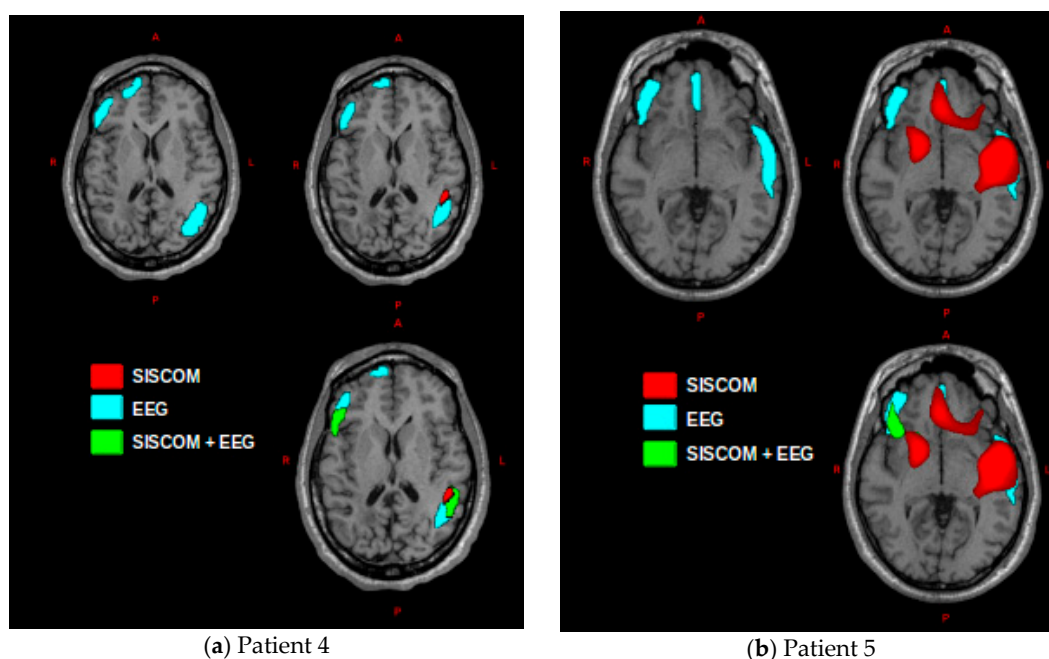 A
A
R
L
R
L
P
P
A
SISCOM
EEG
SISCOM + EEG
R
L
P
(a) Patient 4
A
A
R
L
R
L
P
P
A
SISCOM
EEG
SISCOM + EEG
R
L
P
(b) Patient 5